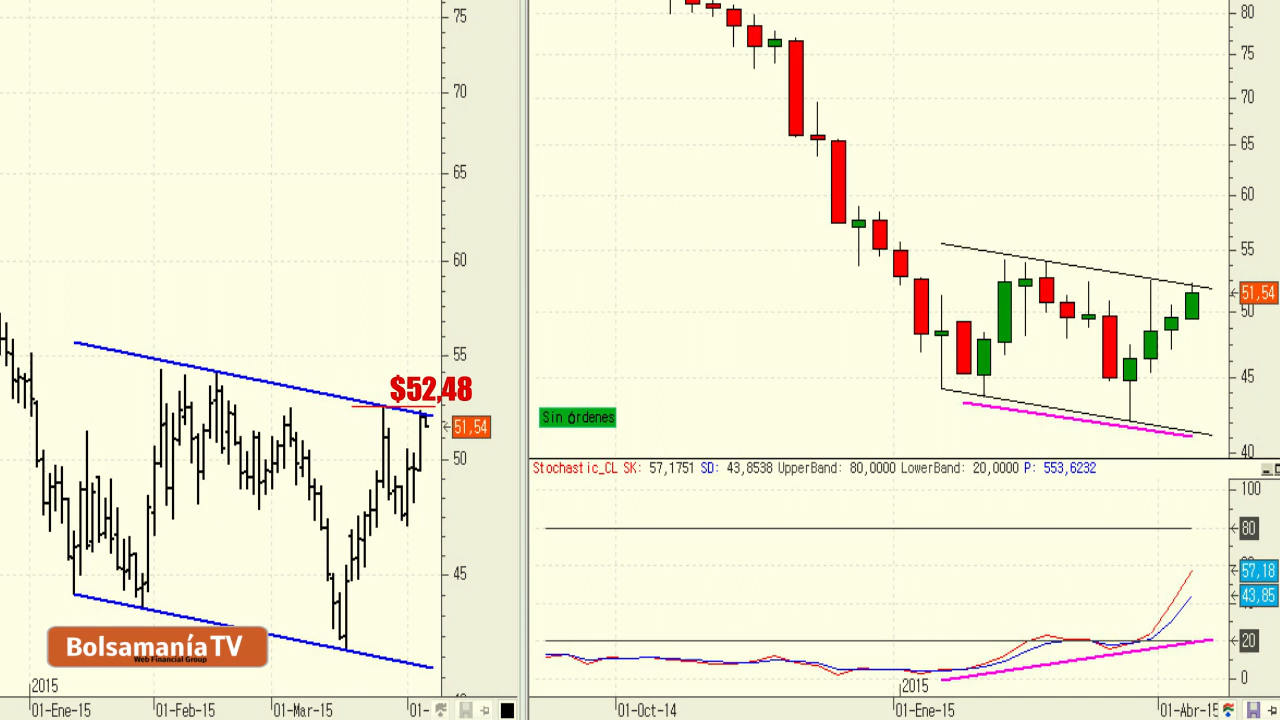 75
70
65
60
55
$52,48
51,54
50
45
BolsamaníaTV
Web Financial Group
2015
01-Ene-15
01-Feb-15
01-Mar-15
01-
80
75
70
65
60
55
51,54
50
45
40
Sin órdenes
Stochastic_CL SK: 57,1751 SD: 43,8538 UpperBand: 80,0000 LowerBand: 20,0000 P: 553,6232
100
80
57,18
43,85
20
0
2015
01-Oct-14
01-Ene-15
01-Abr-15